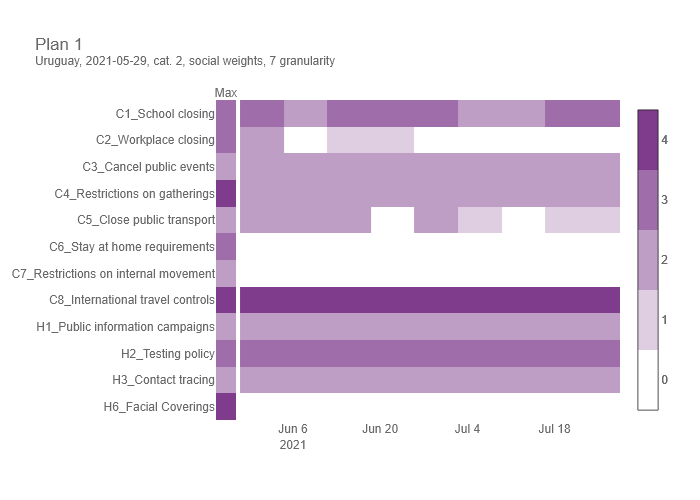 Plan 1
Uruguay, 2021-05-29, cat. 2, social weights, 7 granularity
Max
C1_School closing
C2_Workplace closing
C3_Cancel public events
C4_Restrictions on gatherings
C5_Close public transport
C6_Stay at home requirements
C7_Restrictions on internal movement
C8_International travel controls
H1_Public information campaigns
H2_Testing policy
H3_Contact tracing
H6_Facial Coverings
Jun 6 Jun 20 Jul 4 Jul 18
2021
4
3
2
1
0